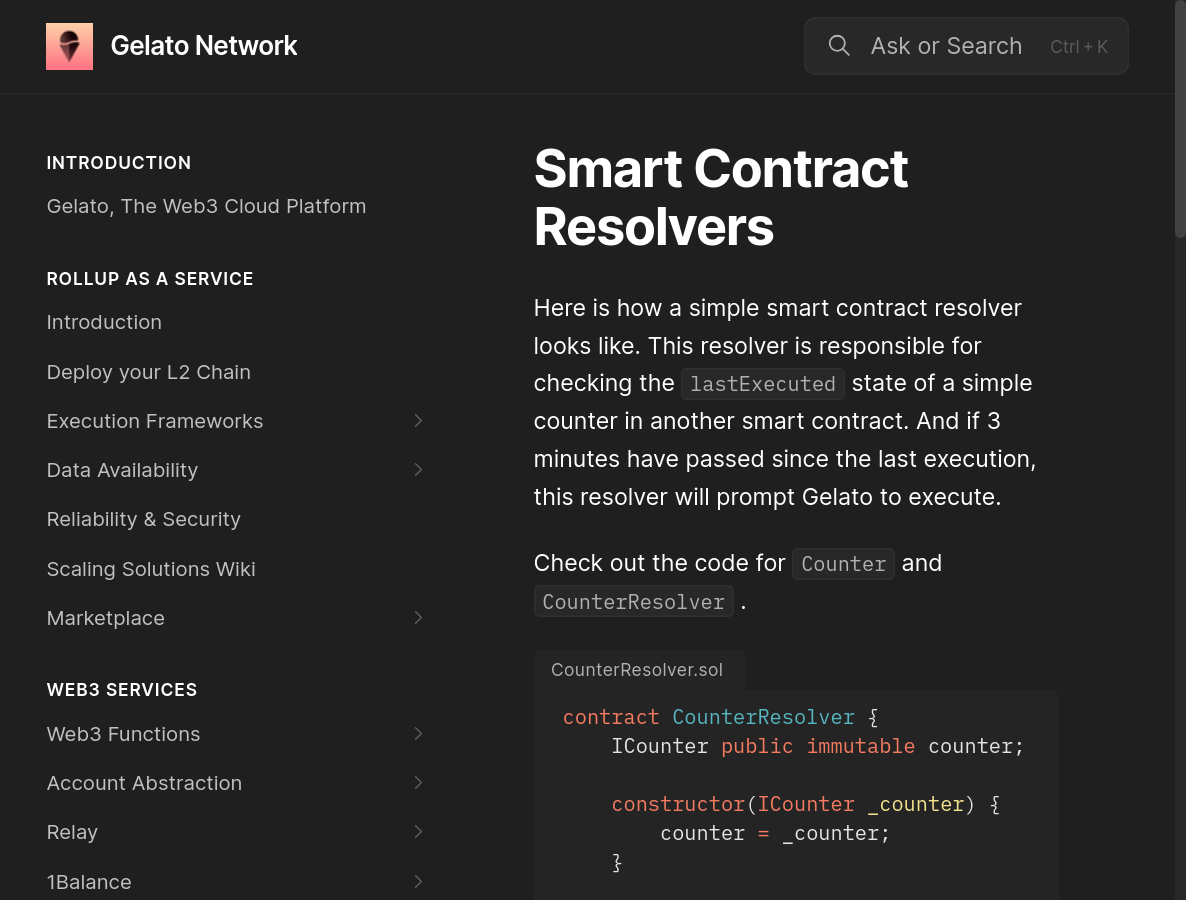 Gelato Network
Ask or Search Ctrl + K
INTRODUCTION
Gelato, The Web3 Cloud Platform
ROLLUP AS A SERVICE
Introduction
Deploy your L2 Chain
Execution Frameworks
Data Availability
Reliability & Security
Scaling Solutions Wiki
Marketplace
WEB3 SERVICES
Web3 Functions
Account Abstraction
Relay
1Balance
Smart Contract
Resolvers
Here is how a simple smart contract resolver
looks like. This resolver is responsible for
checking the lastExecuted state of a simple
counter in another smart contract. And if 3
minutes have passed since the last execution,
this resolver will prompt Gelato to execute.
Check out the code for Counter and
CounterResolver .
CounterResolver.sol
contract CounterResolver {
    ICounter public immutable counter;
    constructor(ICounter _counter) {
        counter = _counter;
    }